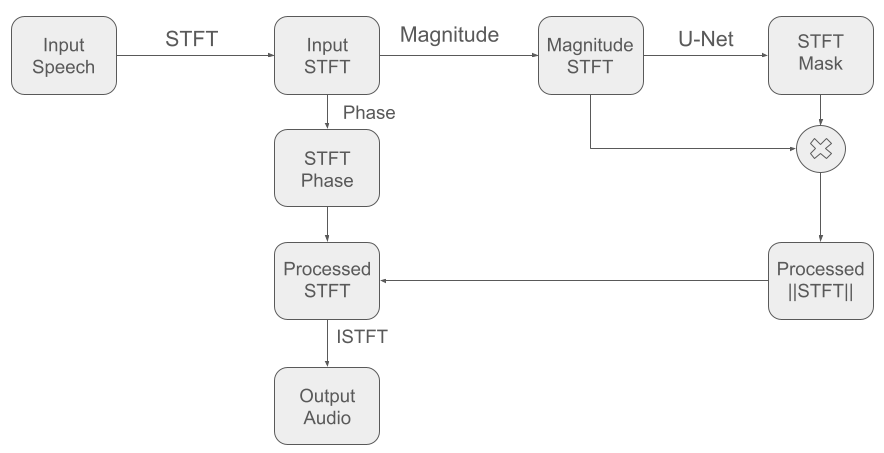 Input
Speech
STFT
Input
STFT
Magnitude
Magnitude
STFT
U-Net
STFT
Mask
Phase
STFT
Phase
Processed
STFT
Processed
||STFT||
ISTFT
Output
Audio